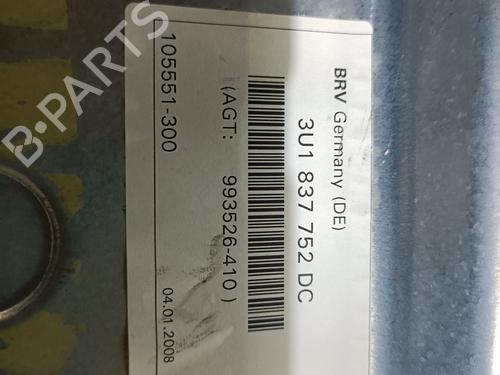 BRV Germany (DE)
3U1 837 752 DC
(AGT: 993526-410)
105551-300
04.01.2008
B-PARTS